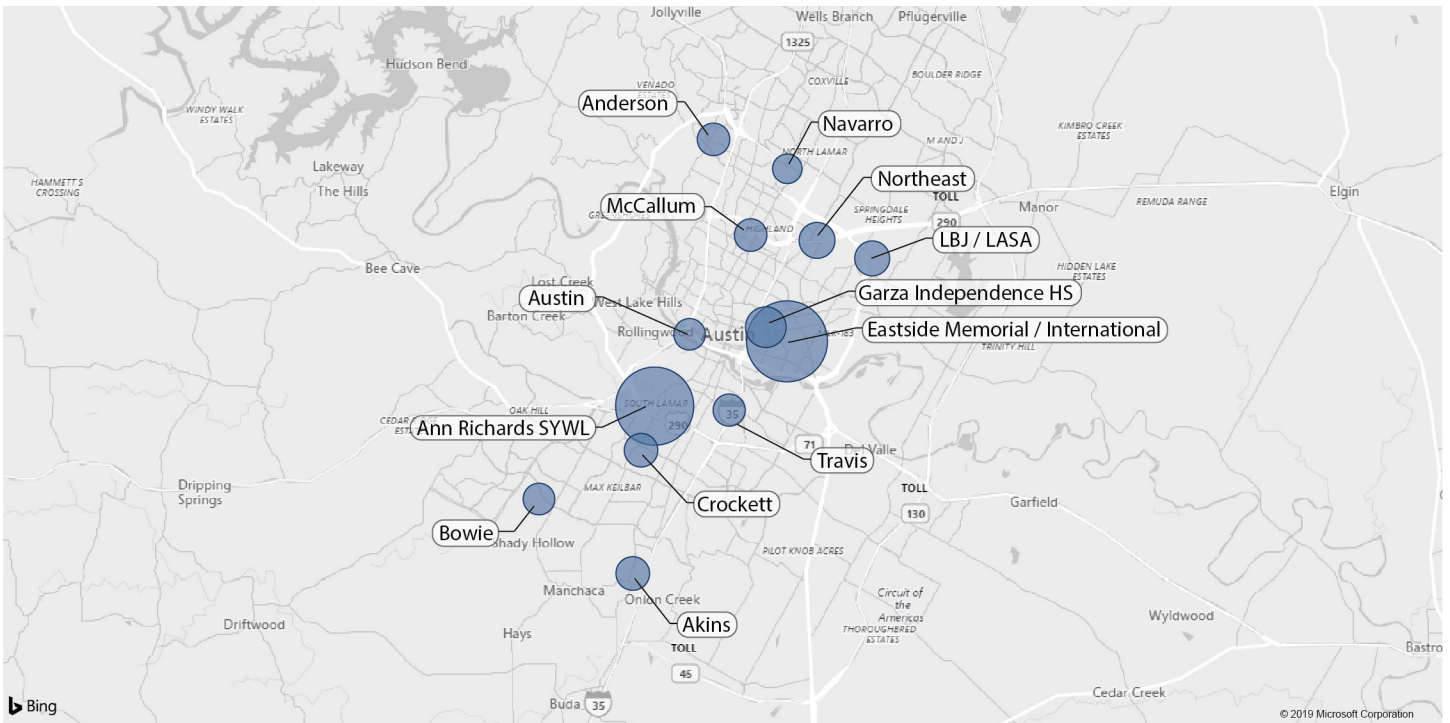 Jollyville
Wells Branch
Pflugerville
1325
Hudson Bend
VENADO
ESTATES
COXVILLE
BOULDER RIDGE
WINDY WALK
ESTATES
Anderson
Navarro
KIMBRO CREEK
ESTATES
M AND J
NORTH LAMAR
Lakeway
The Hills
HAMMETT'S
CROSSING
Northeast
TOLL
290
Elgin
McCallum
SPRINGDALE
HEIGHTS
Manor
REMUDA RANGE
HIGHLAND
LBJ / LASA
Bee Cave
HIDDEN LAKE
ESTATES
Lost Creek
Austin
West Lake Hills
Garza Independence HS
Barton Creek
Rollingwood
Austin
Eastside Memorial / International
TRINITY HILL
SOUTH LAMAR
290
35
OAK HILL
CEDAR
Ann Richards SYWL
71
Del Valle
Travis
Dripping
Springs
MAX KEILBAR
TOLL
130
Garfield
Crockett
Bowie
Shady Hollow
PILOT KNOB ACRES
Manchaca
Onion Creek
Circuit of
the
Americas
THOROUGHBRED
ESTATES
Wyldwood
Driftwood
Hays
Akins
TOLL
45
Bastro
Buda
35
Cedar Creek
Bing
© 2019 Microsoft Corporation